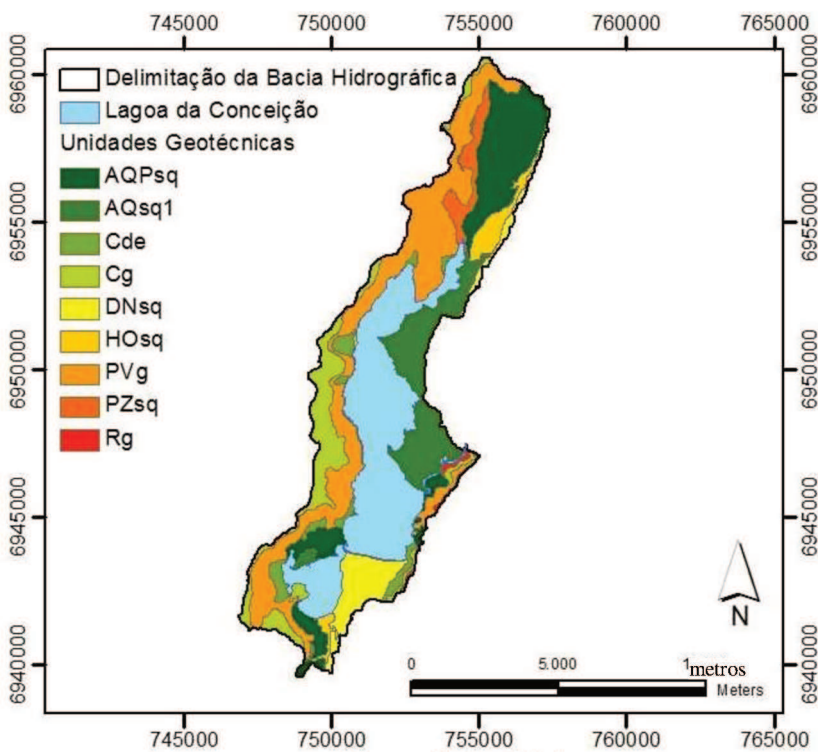 745000 750000 755000 760000 765000
6960000
6955000
6950000
6945000
6940000
Delimitação da Bacia Hidrográfica
Lagoa da Conceição
Unidades Geotécnicas
AQPsq
AQsq1
Cde
Cg
DNsq
HOsq
PVg
PZsq
Rg
6960000
6955000
6950000
6945000
6940000
N
0 5.000 1metros
Meters
745000 750000 755000 760000 765000